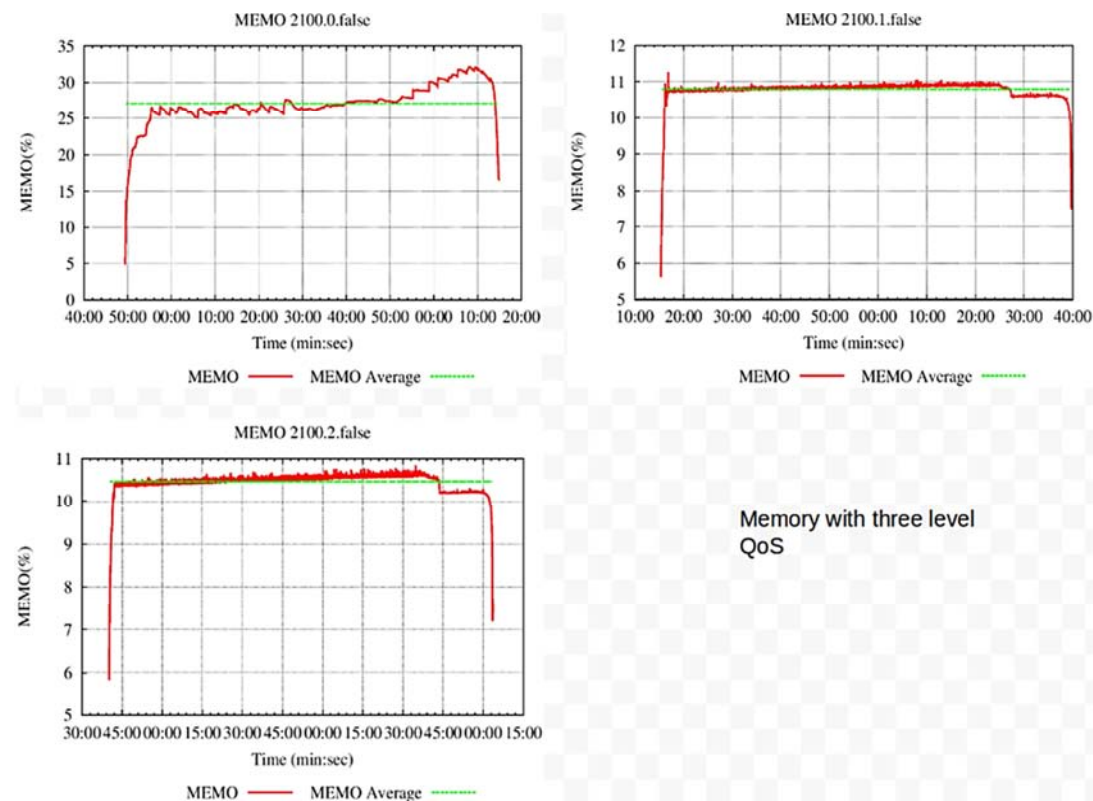 MEMO 2100.0.false
35
30
25
20
15
10
5
0
MEMO(%)
40:00 50:00 00:00 10:00 20:00 30:00 40:00 50:00 00:00 10:00 20:00
Time (min:sec)
MEMO MEMO Average
MEMO 2100.1.false
12
11
10
9
8
7
6
5
MEMO(%)
10:00 20:00 30:00 40:00 50:00 00:00 10:00 20:00 30:00 40:00
Time (min:sec)
MEMO MEMO Average
MEMO 2100.2.false
11
10
9
8
7
6
5
MEMO(%)
30:00 45:00 00:00 15:00 30:00 45:00 00:00 15:00 30:00 45:00 00:00 15:00
Time (min:sec)
MEMO MEMO Average
Memory with three level
QoS